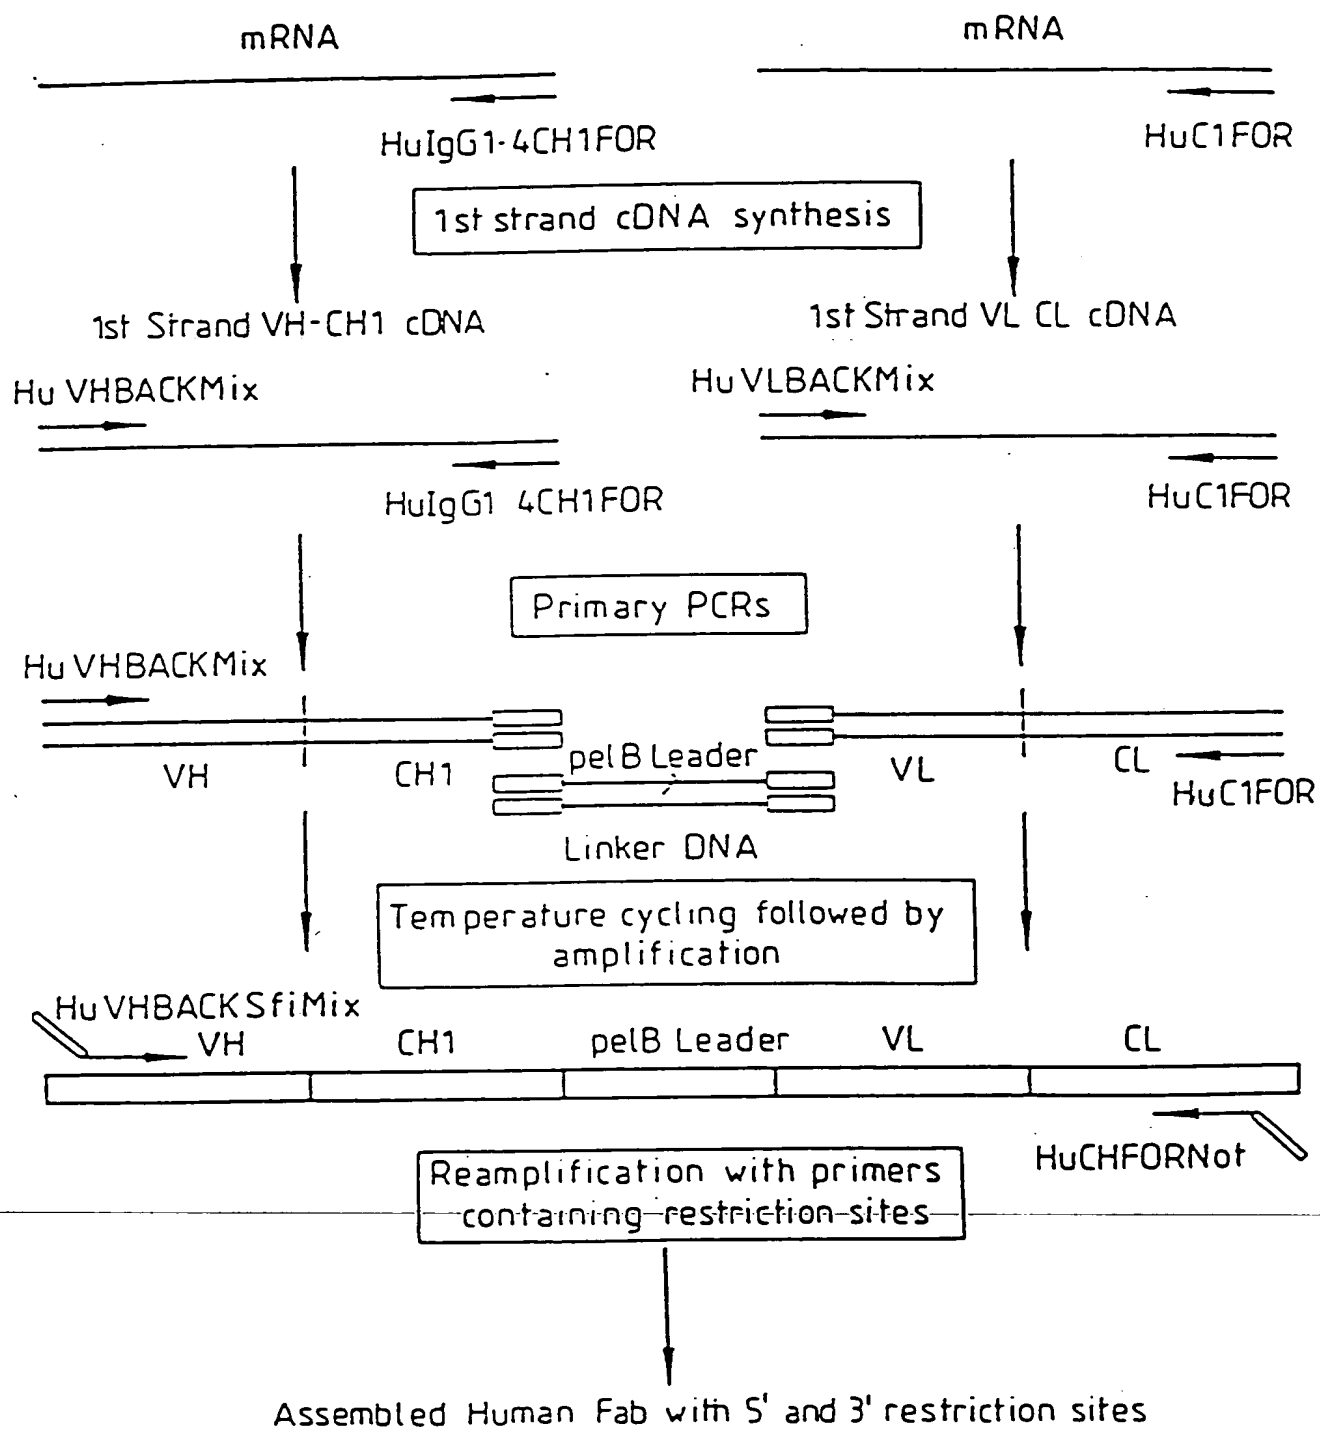 mRNA
mRNA
HuIgG1-4CH1FOR
HuC1FOR
1st strand cDNA synthesis
1st Strand VH-CH1 cDNA
1st Strand VL CL cDNA
Hu VHBACKMix
Hu VLBACKMix
HuIgG1 4CH1FOR
HuC1FOR
Primary PCRs
Hu VHBACKMix
VH
CH1
pelB Leader
VL
CL
HuC1FOR
Linker DNA
Temperature cycling followed by
amplification
Hu VHBACKSfiMix
VH
CH1
pelB Leader
VL
CL
HuCHFORNot
Reamplification with primers
containing restriction sites
Assembled Human Fab with 5' and 3' restriction sites